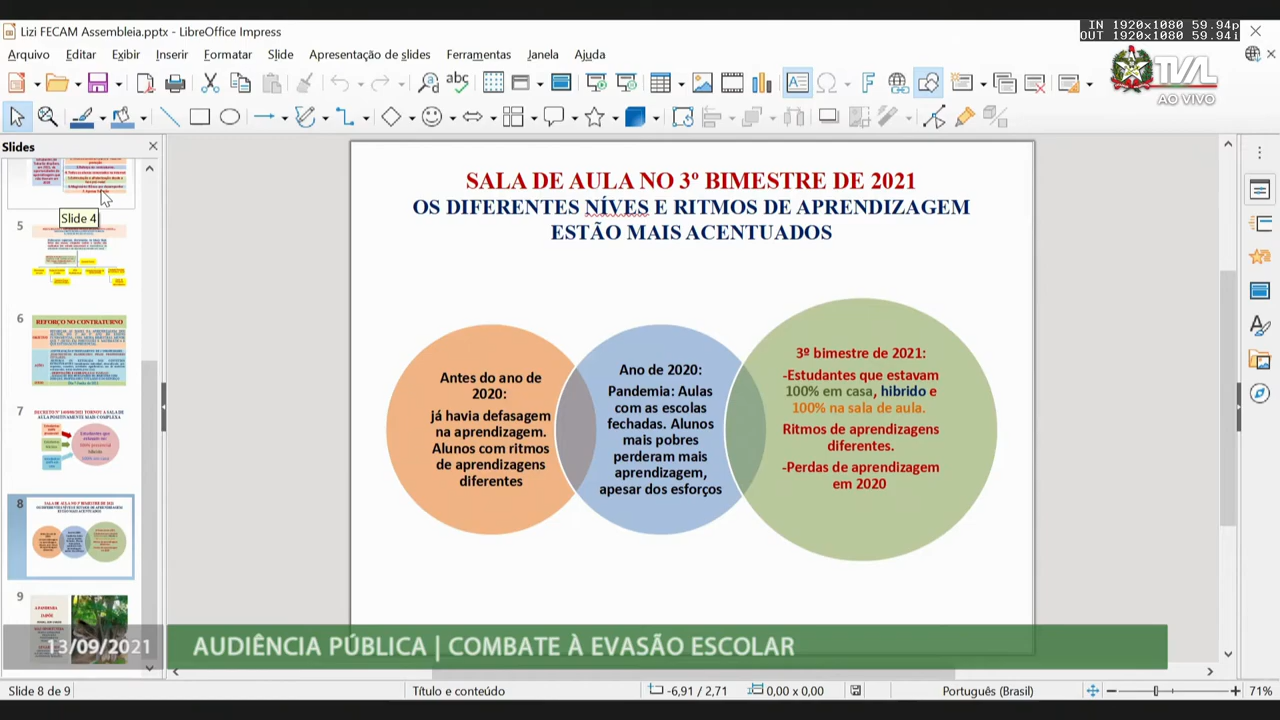 Lizi FECAM Assembleia.pptx - LibreOffice Impress
IN 1920x1080 59.94p
OUT 1920x1080 59.94i
Arquivo Editar Exibir Inserir Formatar Slide Apresentação de slides Ferramentas Janela Ajuda
TVAL
AO VIVO
Slides
Slide 4
5
6
REFORÇO NO CONTRATURNO
7
8
9
A PANDEMIA
SALA DE AULA NO 3º BIMESTRE DE 2021
OS DIFERENTES NÍVES E RITMOS DE APRENDIZAGEM
ESTÃO MAIS ACENTUADOS
Antes do ano de
2020:
já havia defasagem
na aprendizagem.
Alunos com ritmos
de aprendizagens
diferentes
Ano de 2020:
Pandemia: Aulas
com as escolas
fechadas. Alunos
mais pobres
perderam mais
aprendizagem,
apesar dos esforços
3º bimestre de 2021:
-Estudantes que estavam
100% em casa, hibrido e
100% na sala de aula.
Ritmos de aprendizagens
diferentes.
-Perdas de aprendizagem
em 2020
13/09/2021
AUDIÊNCIA PÚBLICA | COMBATE À EVASÃO ESCOLAR
Slide 8 de 9
Título e conteúdo
-6,91 / 2,71
0,00 x 0,00
Português (Brasil)
71%